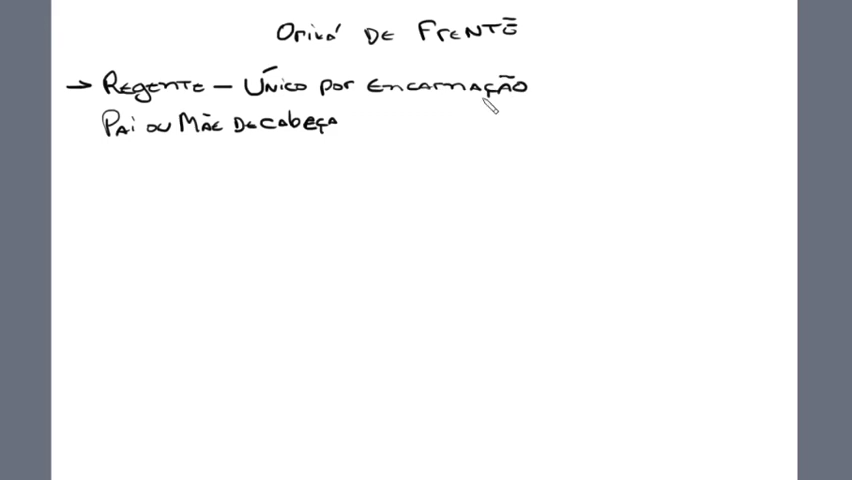 Orixá de Frente
→ Regente - Único por encarnação
Pai ou Mãe de cabeça